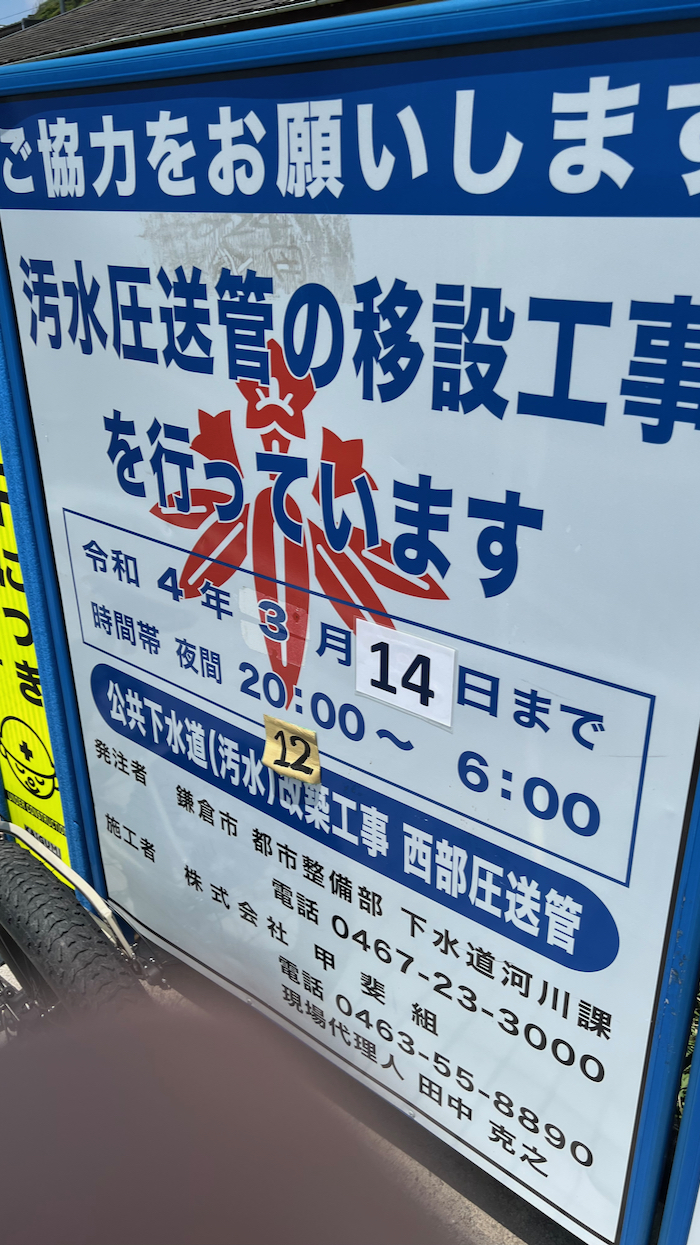 ご協力をお願いします
汚水圧送管の移設工事
を行っています
令和 4年 3月 14日まで
時間帯 夜間 20:00～ 6:00
12
公共下水道(汚水)改築工事 西部圧送管
発注者 鎌倉市 都市整備部 下水道河川課
電話 0467-23-3000
施工者 株式会社 甲斐組
電話 0463-55-8890
現場代理人 田中 克之
につき